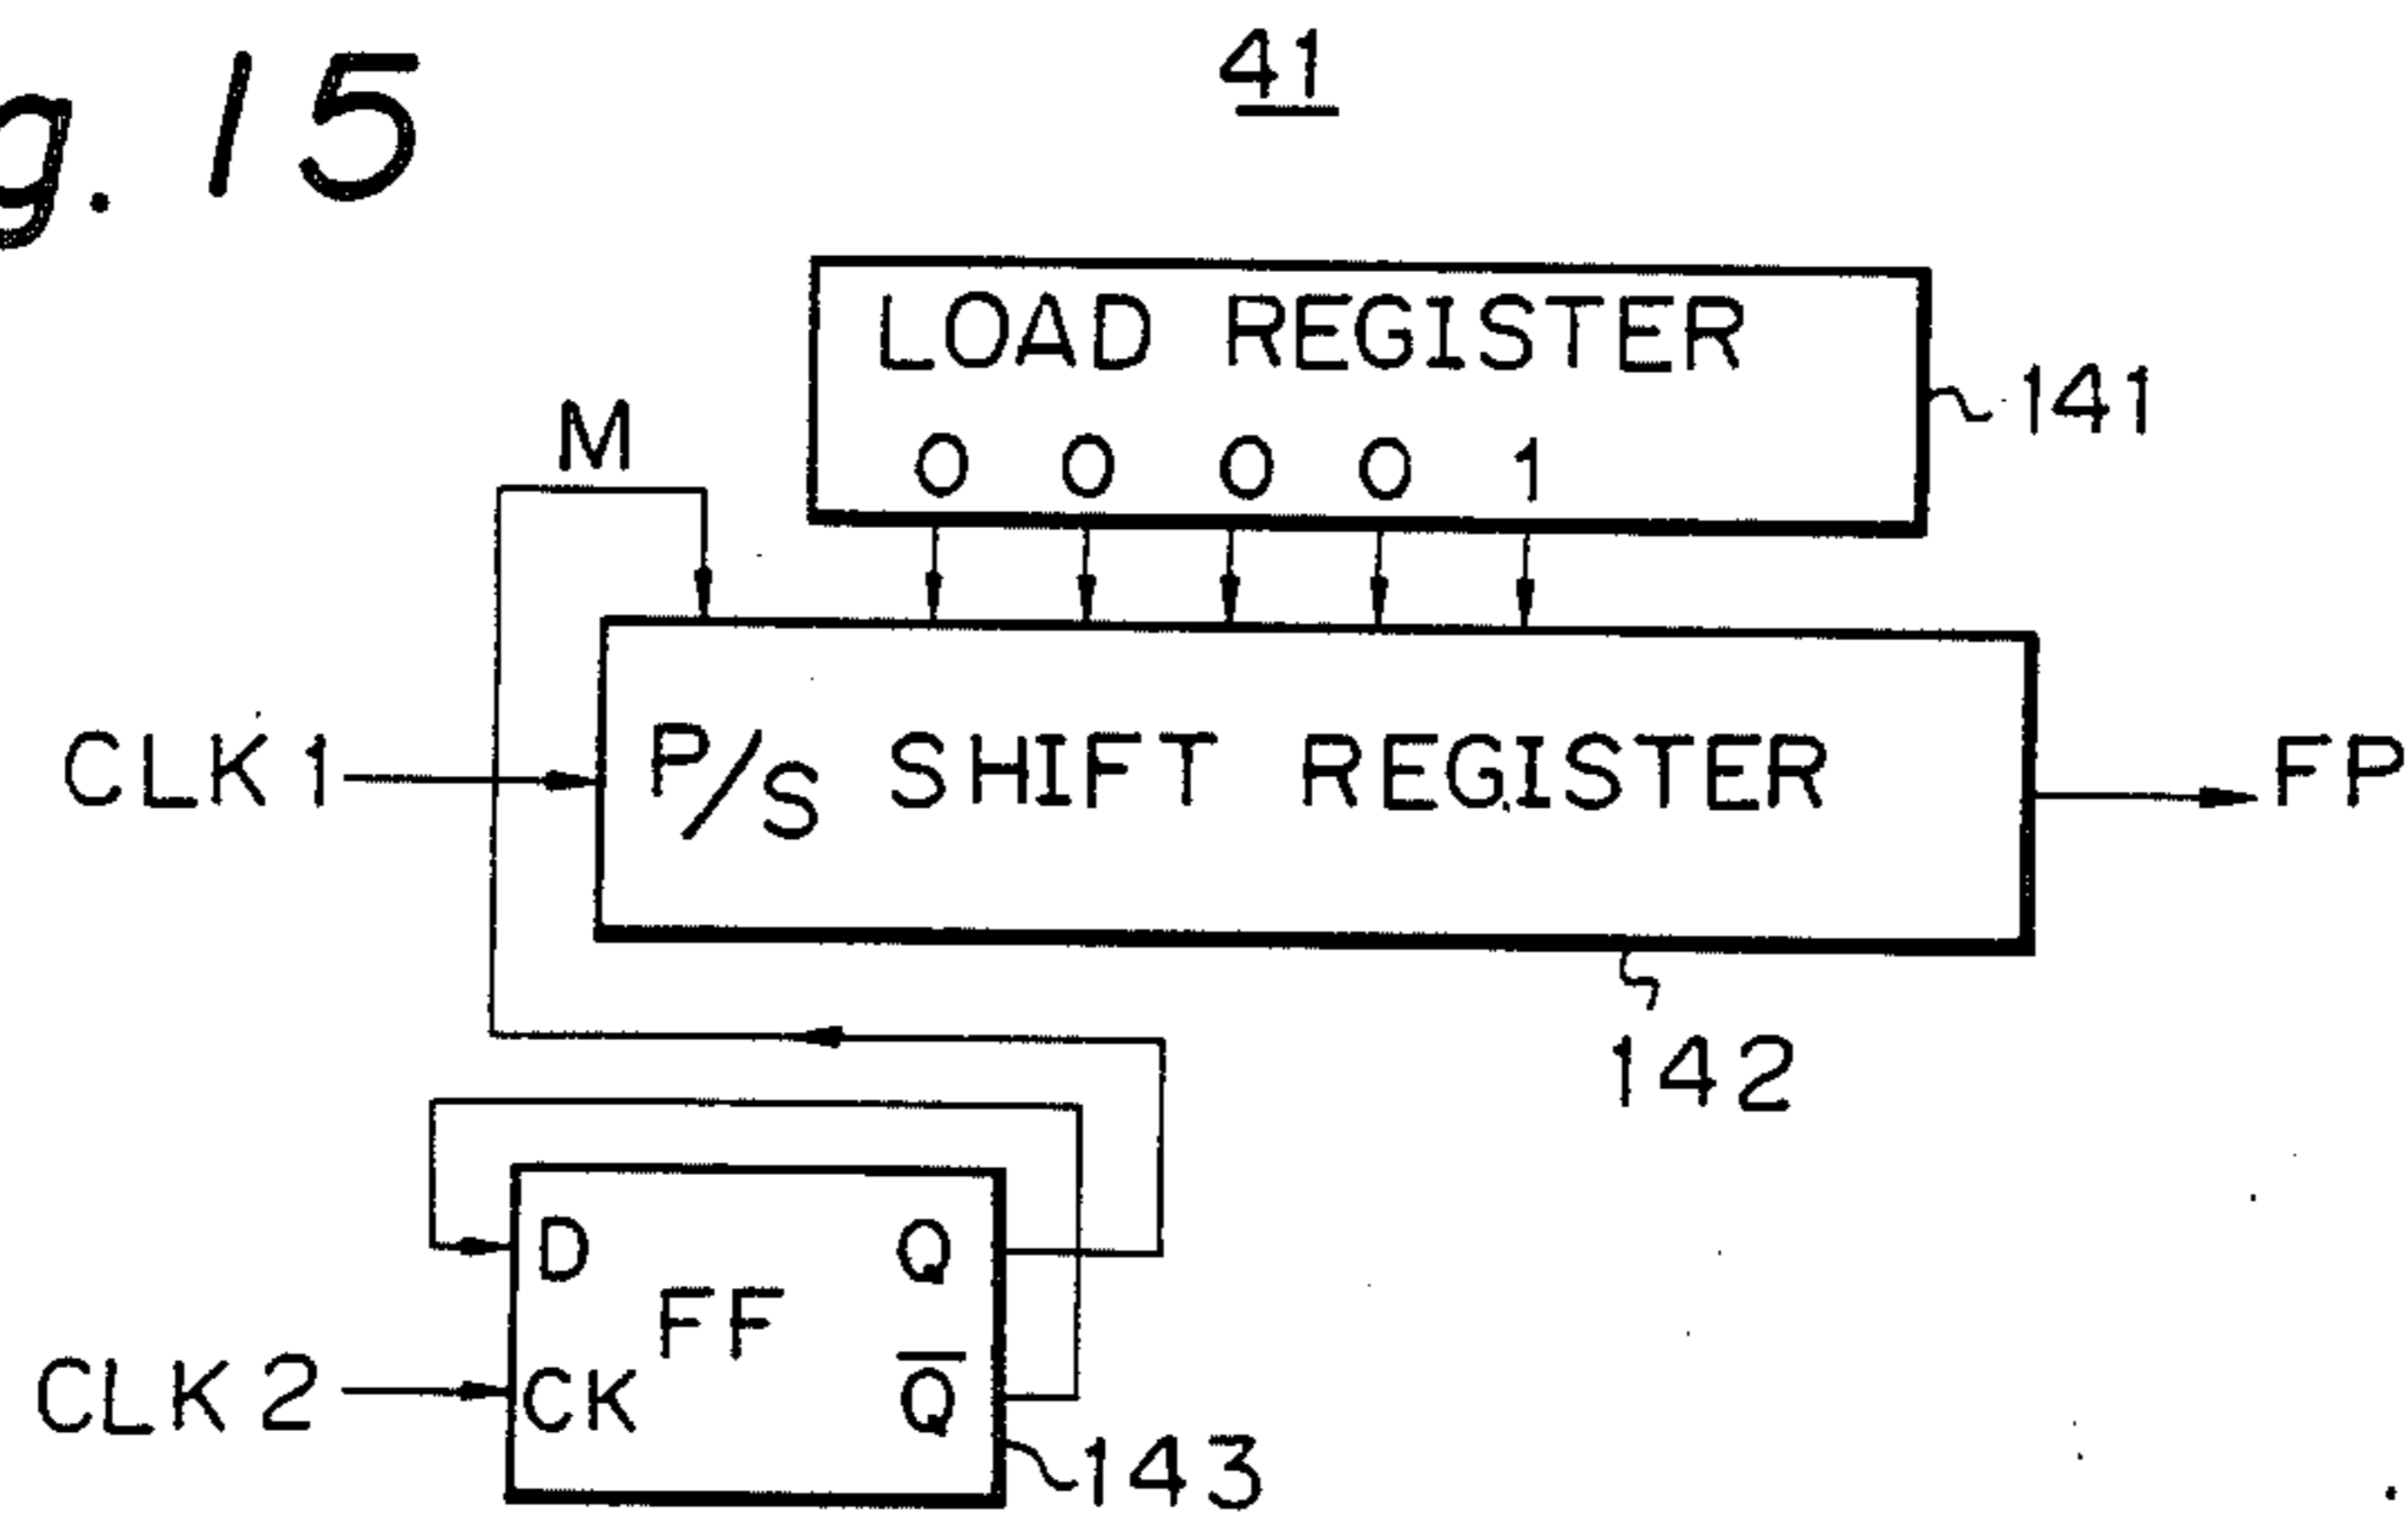 g. 15
41
LOAD REGISTER
141
0 0 0 0 1
M
CLK1
P/S SHIFT REGISTER
FP
142
D Q
FF
CLK2
CK Q̅
143